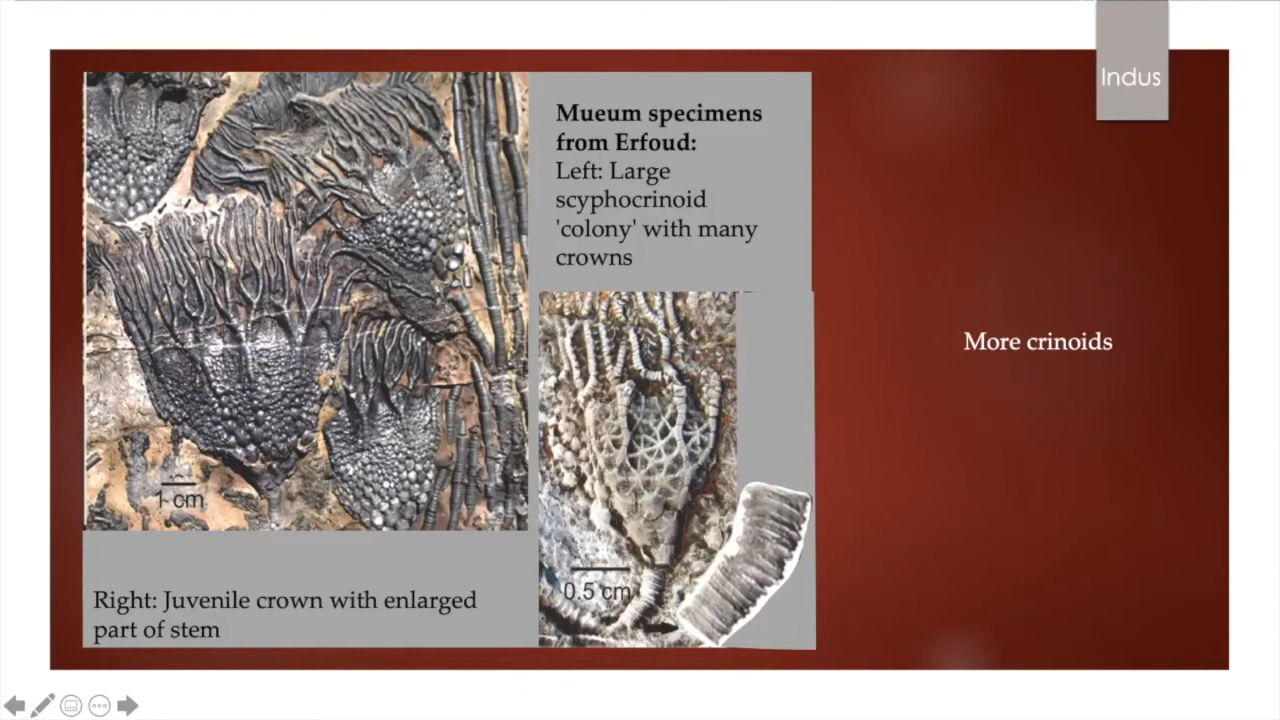 Indus
Mueum specimens
from Erfoud:
Left: Large
scyphocrinoid
'colony' with many
crowns
More crinoids
1 cm
0.5 cm
Right: Juvenile crown with enlarged
part of stem